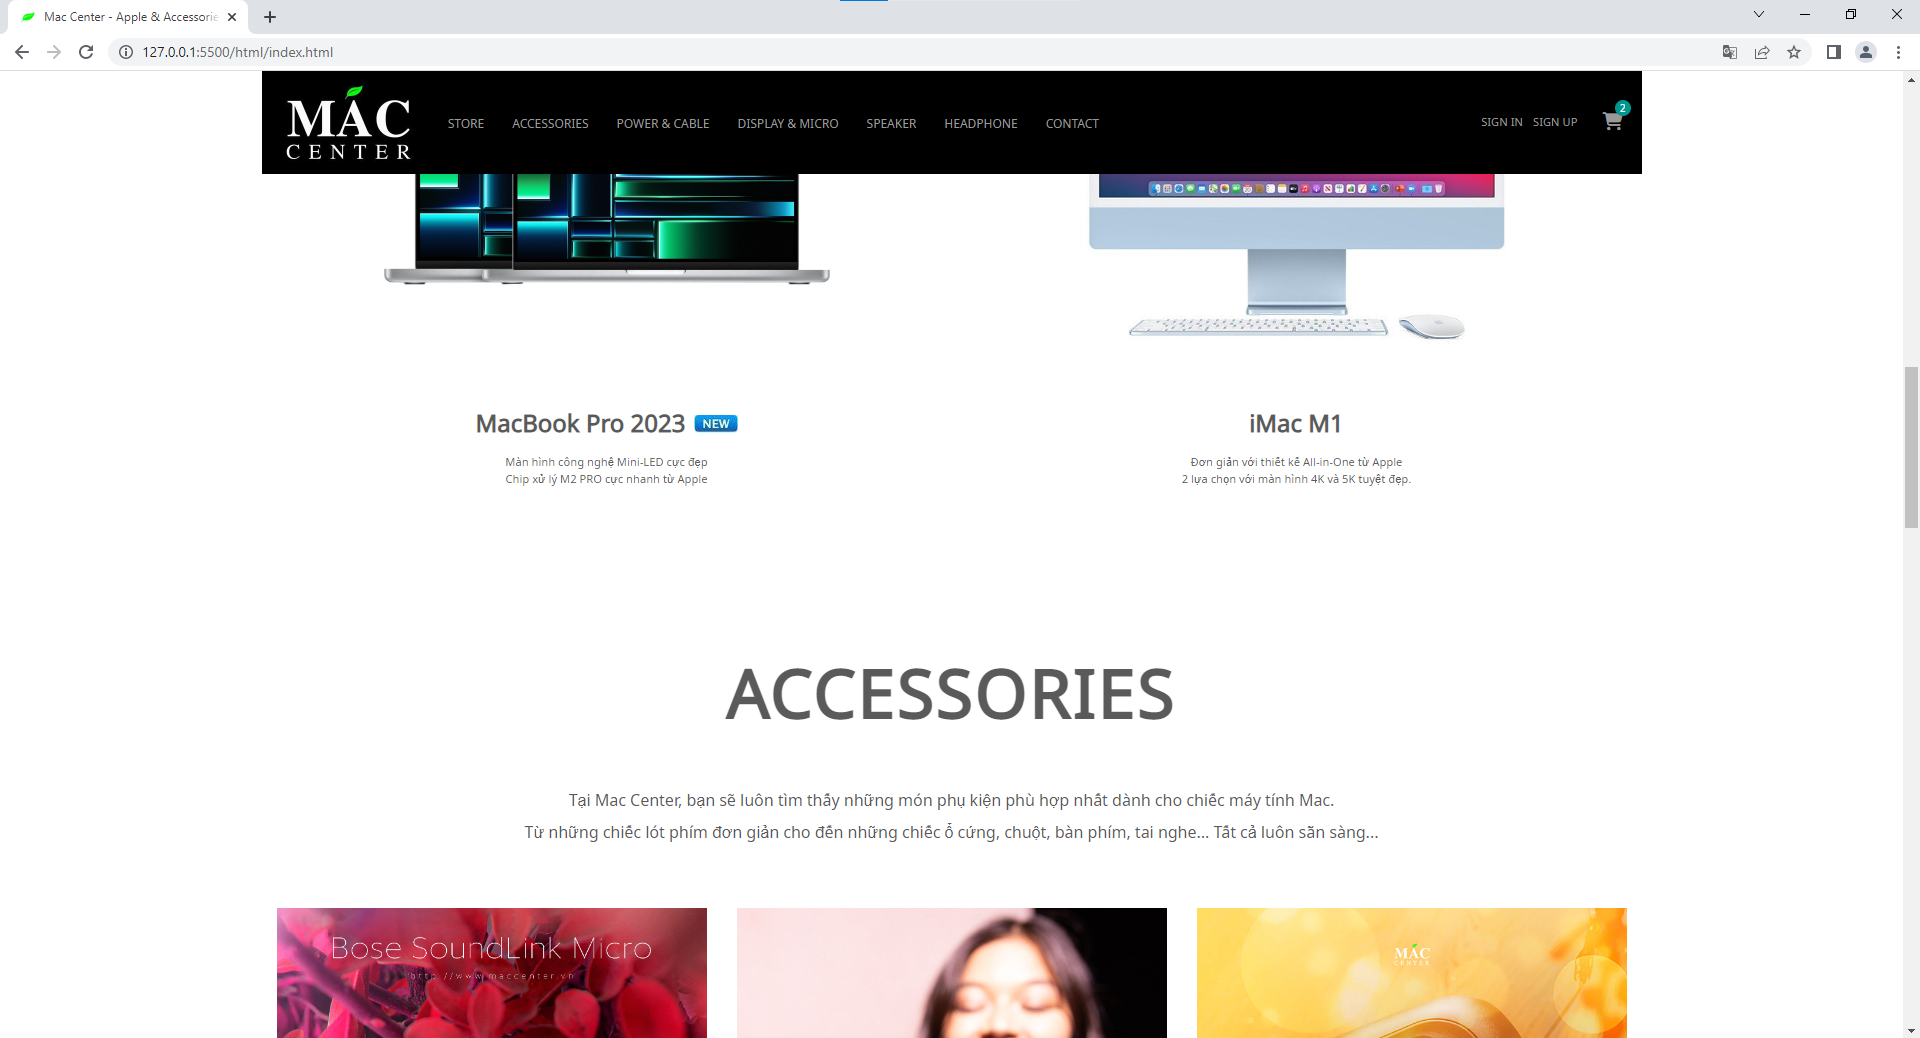 Mac Center - Apple & Accessorie
127.0.0.1:5500/html/index.html
MAC
CENTER
STORE
ACCESSORIES
POWER & CABLE
DISPLAY & MICRO
SPEAKER
HEADPHONE
CONTACT
SIGN IN
SIGN UP
2
MacBook Pro 2023 NEW
Màn hình công nghệ Mini-LED cực đẹp
Chip xử lý M2 PRO cực nhanh từ Apple
iMac M1
Đơn giản với thiết kế All-in-One từ Apple
2 lựa chọn với màn hình 4K và 5K tuyệt đẹp.
ACCESSORIES
Tại Mac Center, bạn sẽ luôn tìm thấy những món phụ kiện phù hợp nhất dành cho chiếc máy tính Mac.
Từ những chiếc lót phím đơn giản cho đến những chiếc ổ cứng, chuột, bàn phím, tai nghe... Tất cả luôn sẵn sàng...
Bose SoundLink Micro
http://www.maccenter.vn
MAC
CENTER